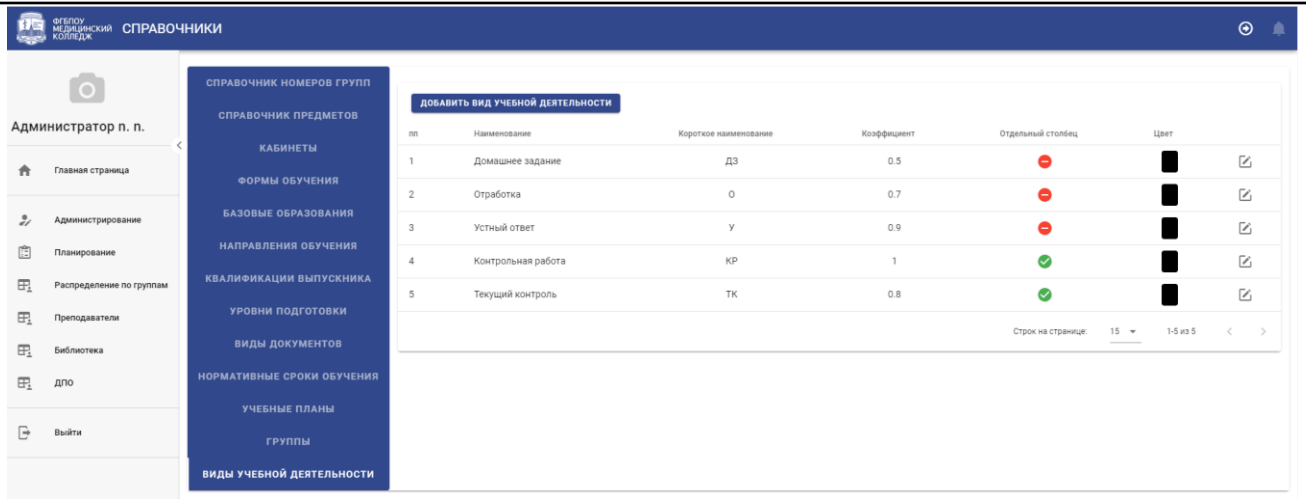 ФГБПОУ
МЕДИЦИНСКИЙ
КОЛЛЕДЖ
СПРАВОЧНИКИ
Администратор п. п.
Главная страница
Администрирование
Планирование
Распределение по группам
Преподаватели
Библиотека
ДПО
Выйти
СПРАВОЧНИК НОМЕРОВ ГРУПП
СПРАВОЧНИК ПРЕДМЕТОВ
КАБИНЕТЫ
ФОРМЫ ОБУЧЕНИЯ
БАЗОВЫЕ ОБРАЗОВАНИЯ
НАПРАВЛЕНИЯ ОБУЧЕНИЯ
КВАЛИФИКАЦИИ ВЫПУСКНИКА
УРОВНИ ПОДГОТОВКИ
ВИДЫ ДОКУМЕНТОВ
НОРМАТИВНЫЕ СРОКИ ОБУЧЕНИЯ
УЧЕБНЫЕ ПЛАНЫ
ГРУППЫ
ВИДЫ УЧЕБНОЙ ДЕЯТЕЛЬНОСТИ
ДОБАВИТЬ ВИД УЧЕБНОЙ ДЕЯТЕЛЬНОСТИ
пп Наименование Короткое наименование Коэффициент Отдельный столбец Цвет
1 Домашнее задание ДЗ 0.5
2 Отработка О 0.7
3 Устный ответ У 0.9
4 Контрольная работа КР 1
5 Текущий контроль ТК 0.8
Строк на странице: 15 1-5 из 5